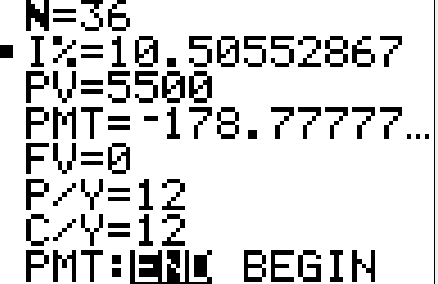 N=36
I%=10.50552867
PV=5500
PMT=-178.77777…
FV=0
P/Y=12
C/Y=12
PMT:END BEGIN